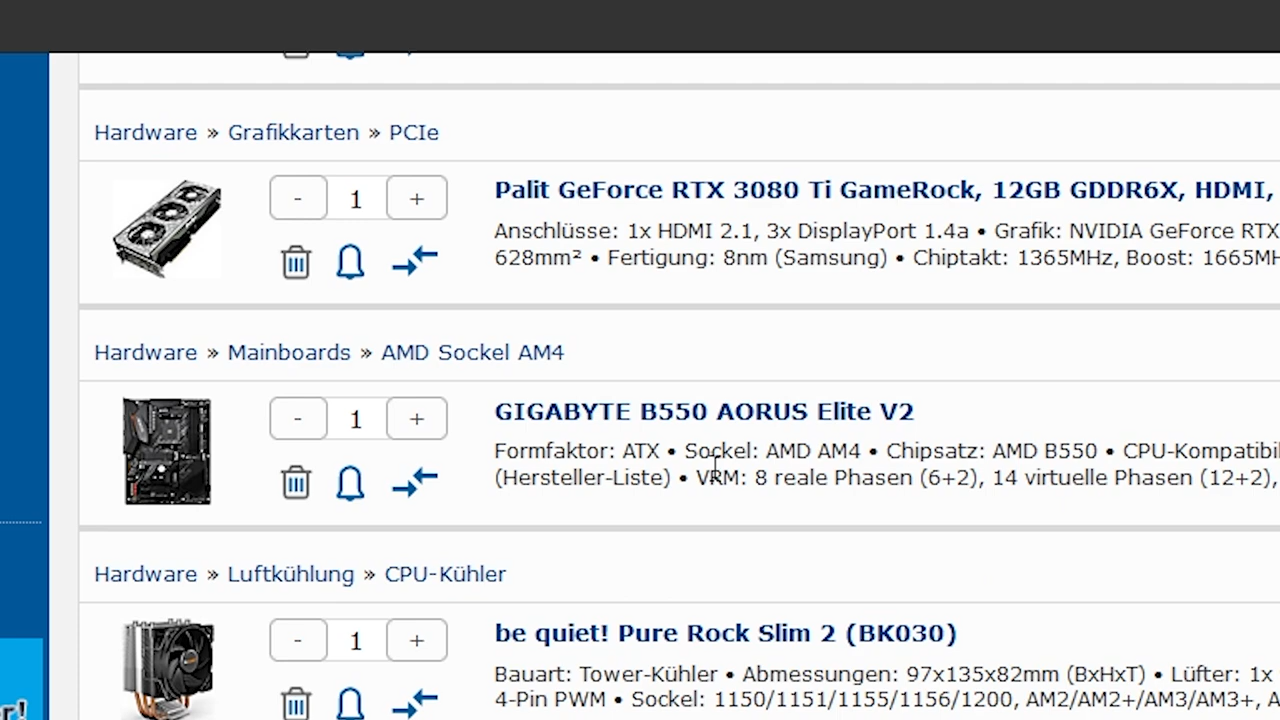 Hardware » Grafikkarten » PCIe
- 1 +
Palit GeForce RTX 3080 Ti GameRock, 12GB GDDR6X, HDMI,
Anschlüsse: 1x HDMI 2.1, 3x DisplayPort 1.4a • Grafik: NVIDIA GeForce RTX
628mm² • Fertigung: 8nm (Samsung) • Chiptakt: 1365MHz, Boost: 1665MH
Hardware » Mainboards » AMD Sockel AM4
- 1 +
GIGABYTE B550 AORUS Elite V2
Formfaktor: ATX • Sockel: AMD AM4 • Chipsatz: AMD B550 • CPU-Kompatibil
(Hersteller-Liste) • VRM: 8 reale Phasen (6+2), 14 virtuelle Phasen (12+2),
Hardware » Luftkühlung » CPU-Kühler
- 1 +
be quiet! Pure Rock Slim 2 (BK030)
Bauart: Tower-Kühler • Abmessungen: 97x135x82mm (BxHxT) • Lüfter: 1x
4-Pin PWM • Sockel: 1150/1151/1155/1156/1200, AM2/AM2+/AM3/AM3+, A
r!